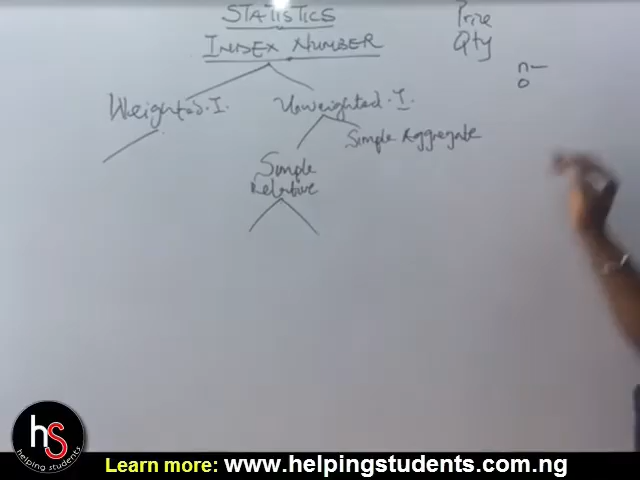 STATISTICS
INDEX NUMBER
Price
Qty
n-
o
Weighted.I.
Unweighted.I.
Simple Aggregate
Simple
Relative
hs
helping students
Learn more: www.helpingstudents.com.ng